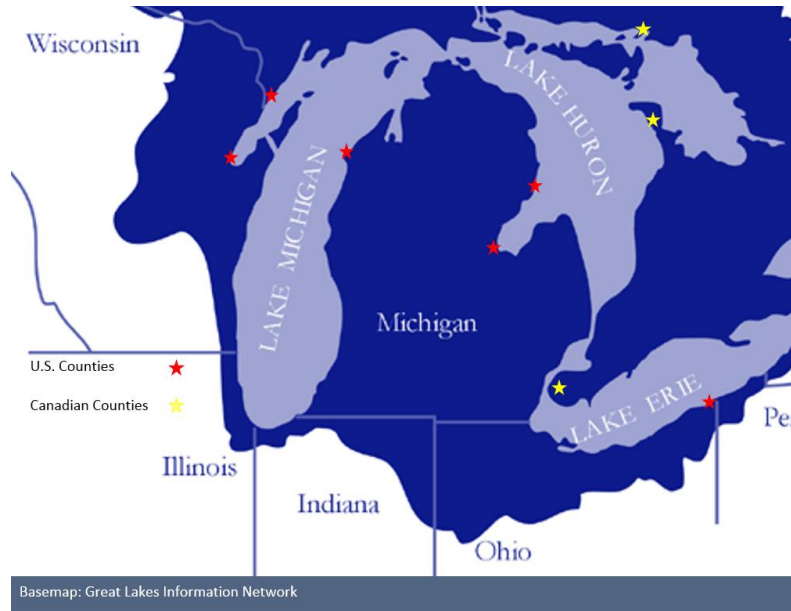 Wisconsin
LAKE HURON
LAKE MICHIGAN
Michigan
U.S. Counties
Canadian Counties
LAKE ERIE
Pe
Illinois
Indiana
Ohio
Basemap: Great Lakes Information Network